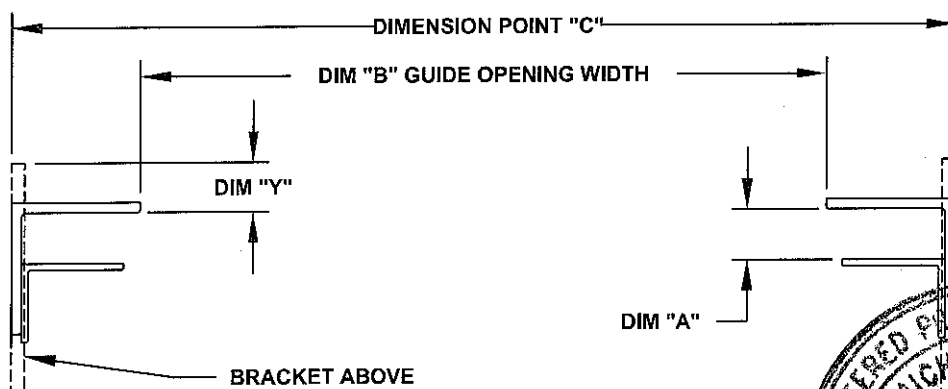 DIMENSION POINT "C"
DIM "B" GUIDE OPENING WIDTH
DIM "Y"
DIM "A"
BRACKET ABOVE